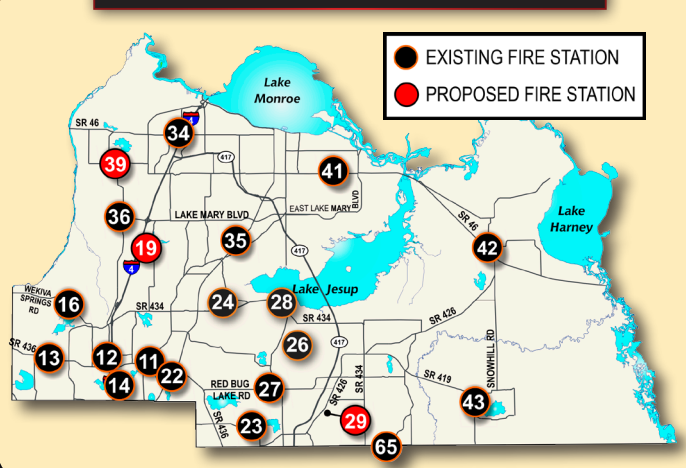 EXISTING FIRE STATION
PROPOSED FIRE STATION
Lake
Monroe
SR 46
4
34
417
39
41
36
LAKE MARY BLVD
EAST LAKE MARY
BLVD
SR 46
Lake
Harney
19
35
417
42
4
WEKIVA
SPRINGS
RD
16
24
28
Lake Jesup
SR 434
SR 434
SR 426
SR 436
13
12
11
26
417
SNOWHILL RD
14
22
RED BUG
LAKE RD
27
SR 426
SR 434
SR 419
43
SR 436
23
29
65